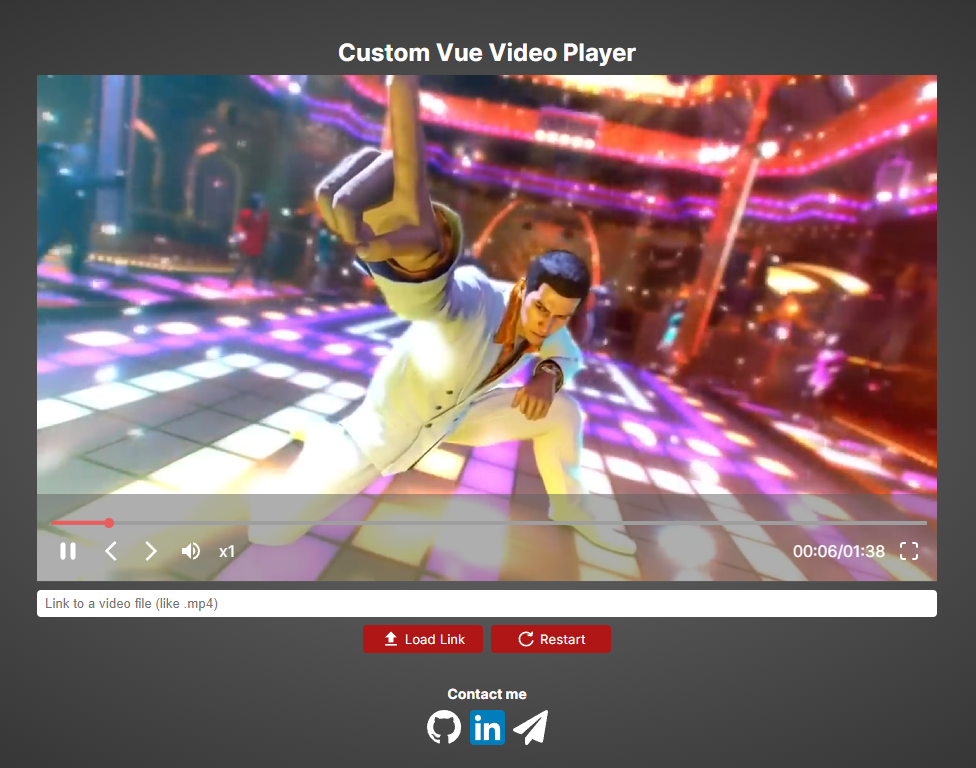 Custom Vue Video Player
x1
00:06/01:38
Link to a video file (like .mp4)
Load Link
Restart
Contact me
in